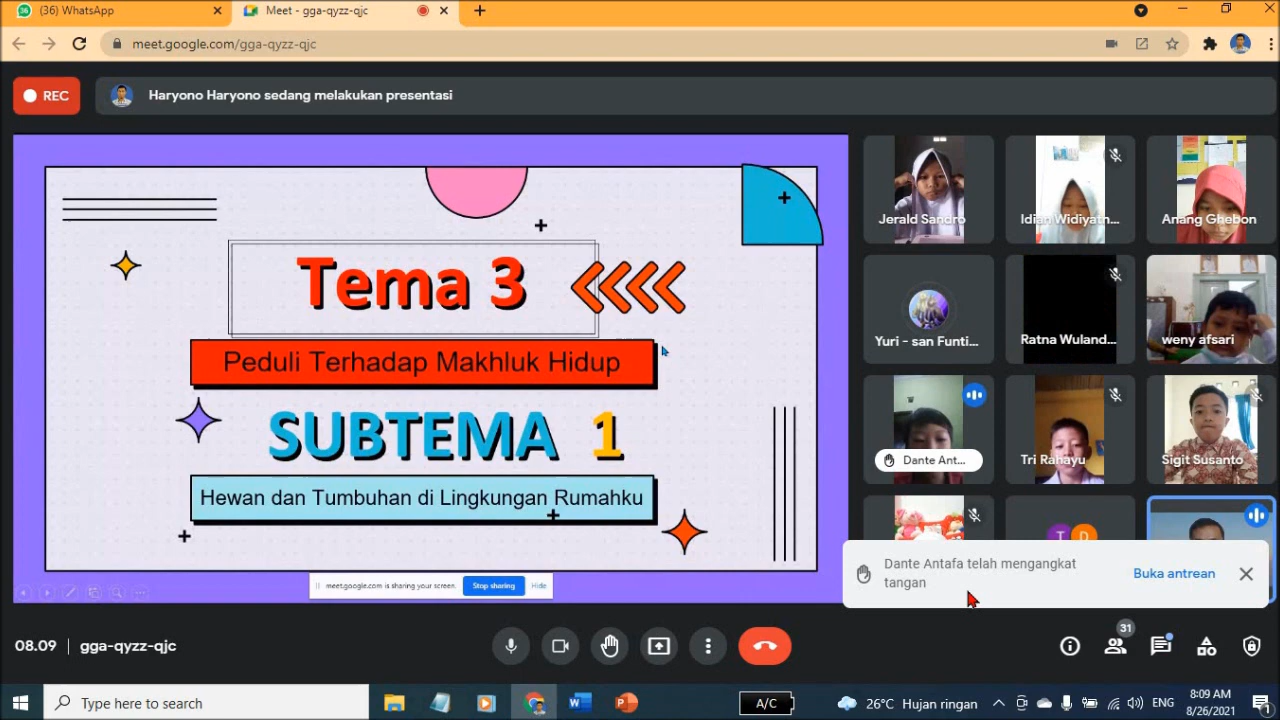 (36) WhatsApp
Meet - gga-qyzz-qjc
meet.google.com/gga-qyzz-qjc
REC
Haryono Haryono sedang melakukan presentasi
Tema 3
Peduli Terhadap Makhluk Hidup
SUBTEMA 1
Hewan dan Tumbuhan di Lingkungan Rumahku
meet.google.com is sharing your screen.
Stop sharing
Hide
Jerald Sandro
Idian Widiyatn...
Anang Ghebon
Yuri - san Funti...
Ratna Wuland...
weny afsari
Dante Ant...
Tri Rahayu
Sigit Susanto
T
D
Dante Antafa telah mengangkat
tangan
Buka antrean
08.09
gga-qyzz-qjc
31
Type here to search
A/C
26°C Hujan ringan
ENG
8:09 AM
8/26/2021
1